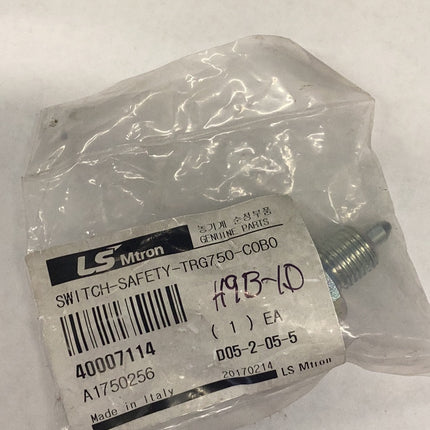 LS Mtron
농기계 순정부품
GENUINE PARTS
SWITCH-SAFETY-TRG750-COBO
H9B-10
40007114
( 1 ) EA
A1750256
D05-2-05-5
Made in Italy
20170214 LS Mtron